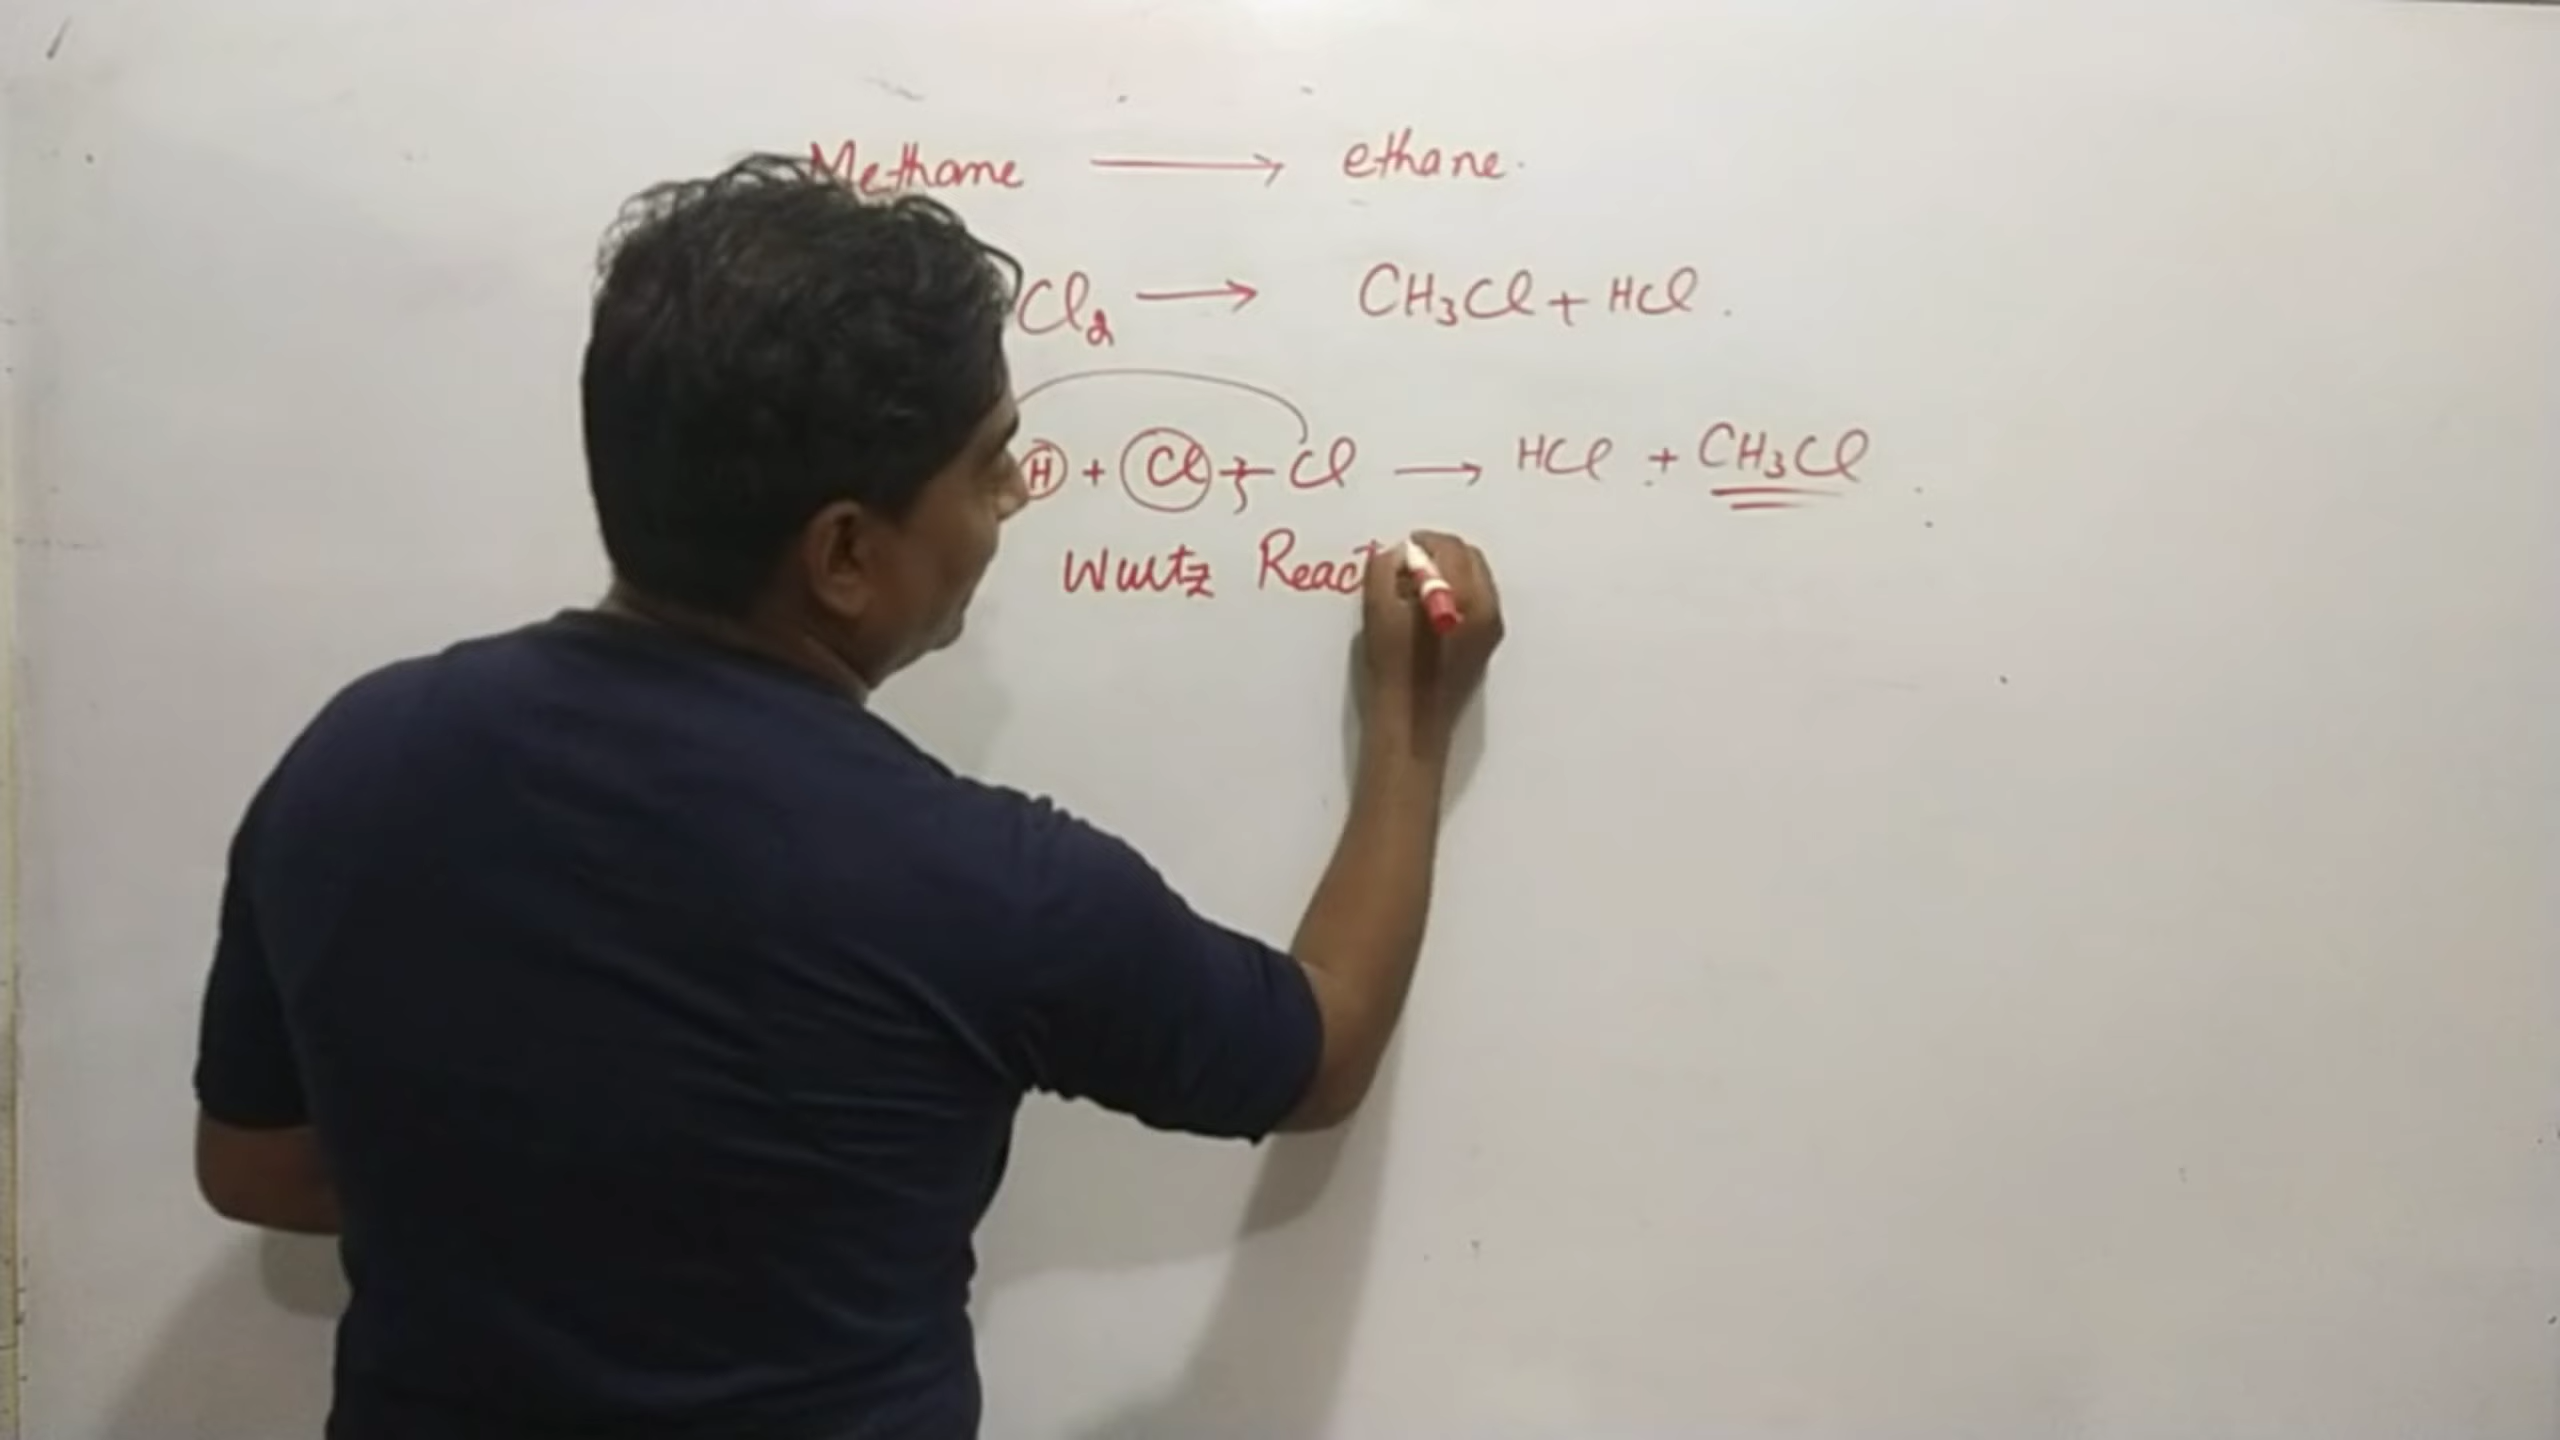 Methane ⟶ ethane.
Cl₂ ⟶ CH₃Cl + HCl.
H + Cl - Cl ⟶ HCl + CH₃Cl
Wurtz React